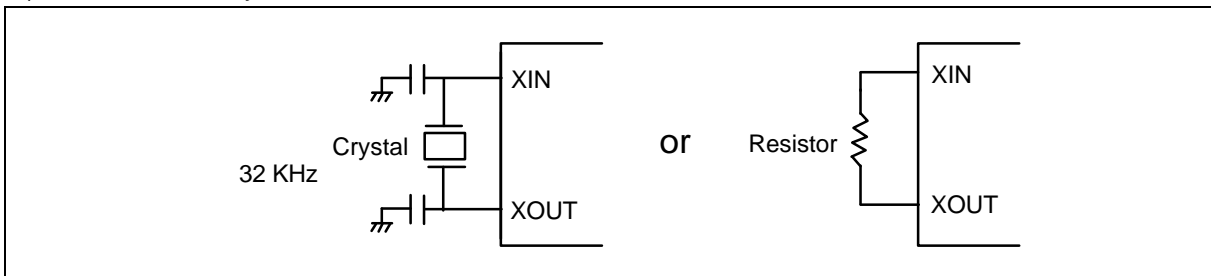 XIN
Crystal
32 KHz
XOUT
or
XIN
Resistor
XOUT